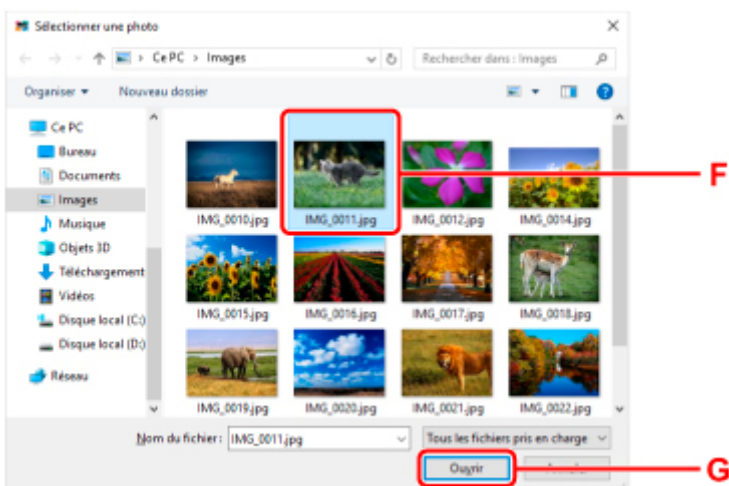 Sélectionner une photo
Ce PC > Images
Rechercher dans : Images
Organiser
Nouveau dossier
Ce PC
Bureau
Documents
Images
Musique
Objets 3D
Téléchargement
Vidéos
Disque local (C:)
Disque local (D:)
Réseau
IMG_0010.jpg
IMG_0011.jpg
IMG_0012.jpg
IMG_0014.jpg
IMG_0015.jpg
IMG_0016.jpg
IMG_0017.jpg
IMG_0018.jpg
IMG_0019.jpg
IMG_0020.jpg
IMG_0021.jpg
IMG_0022.jpg
F
Nom du fichier : IMG_0011.jpg
Tous les fichiers pris en charge
Ouvrir
G